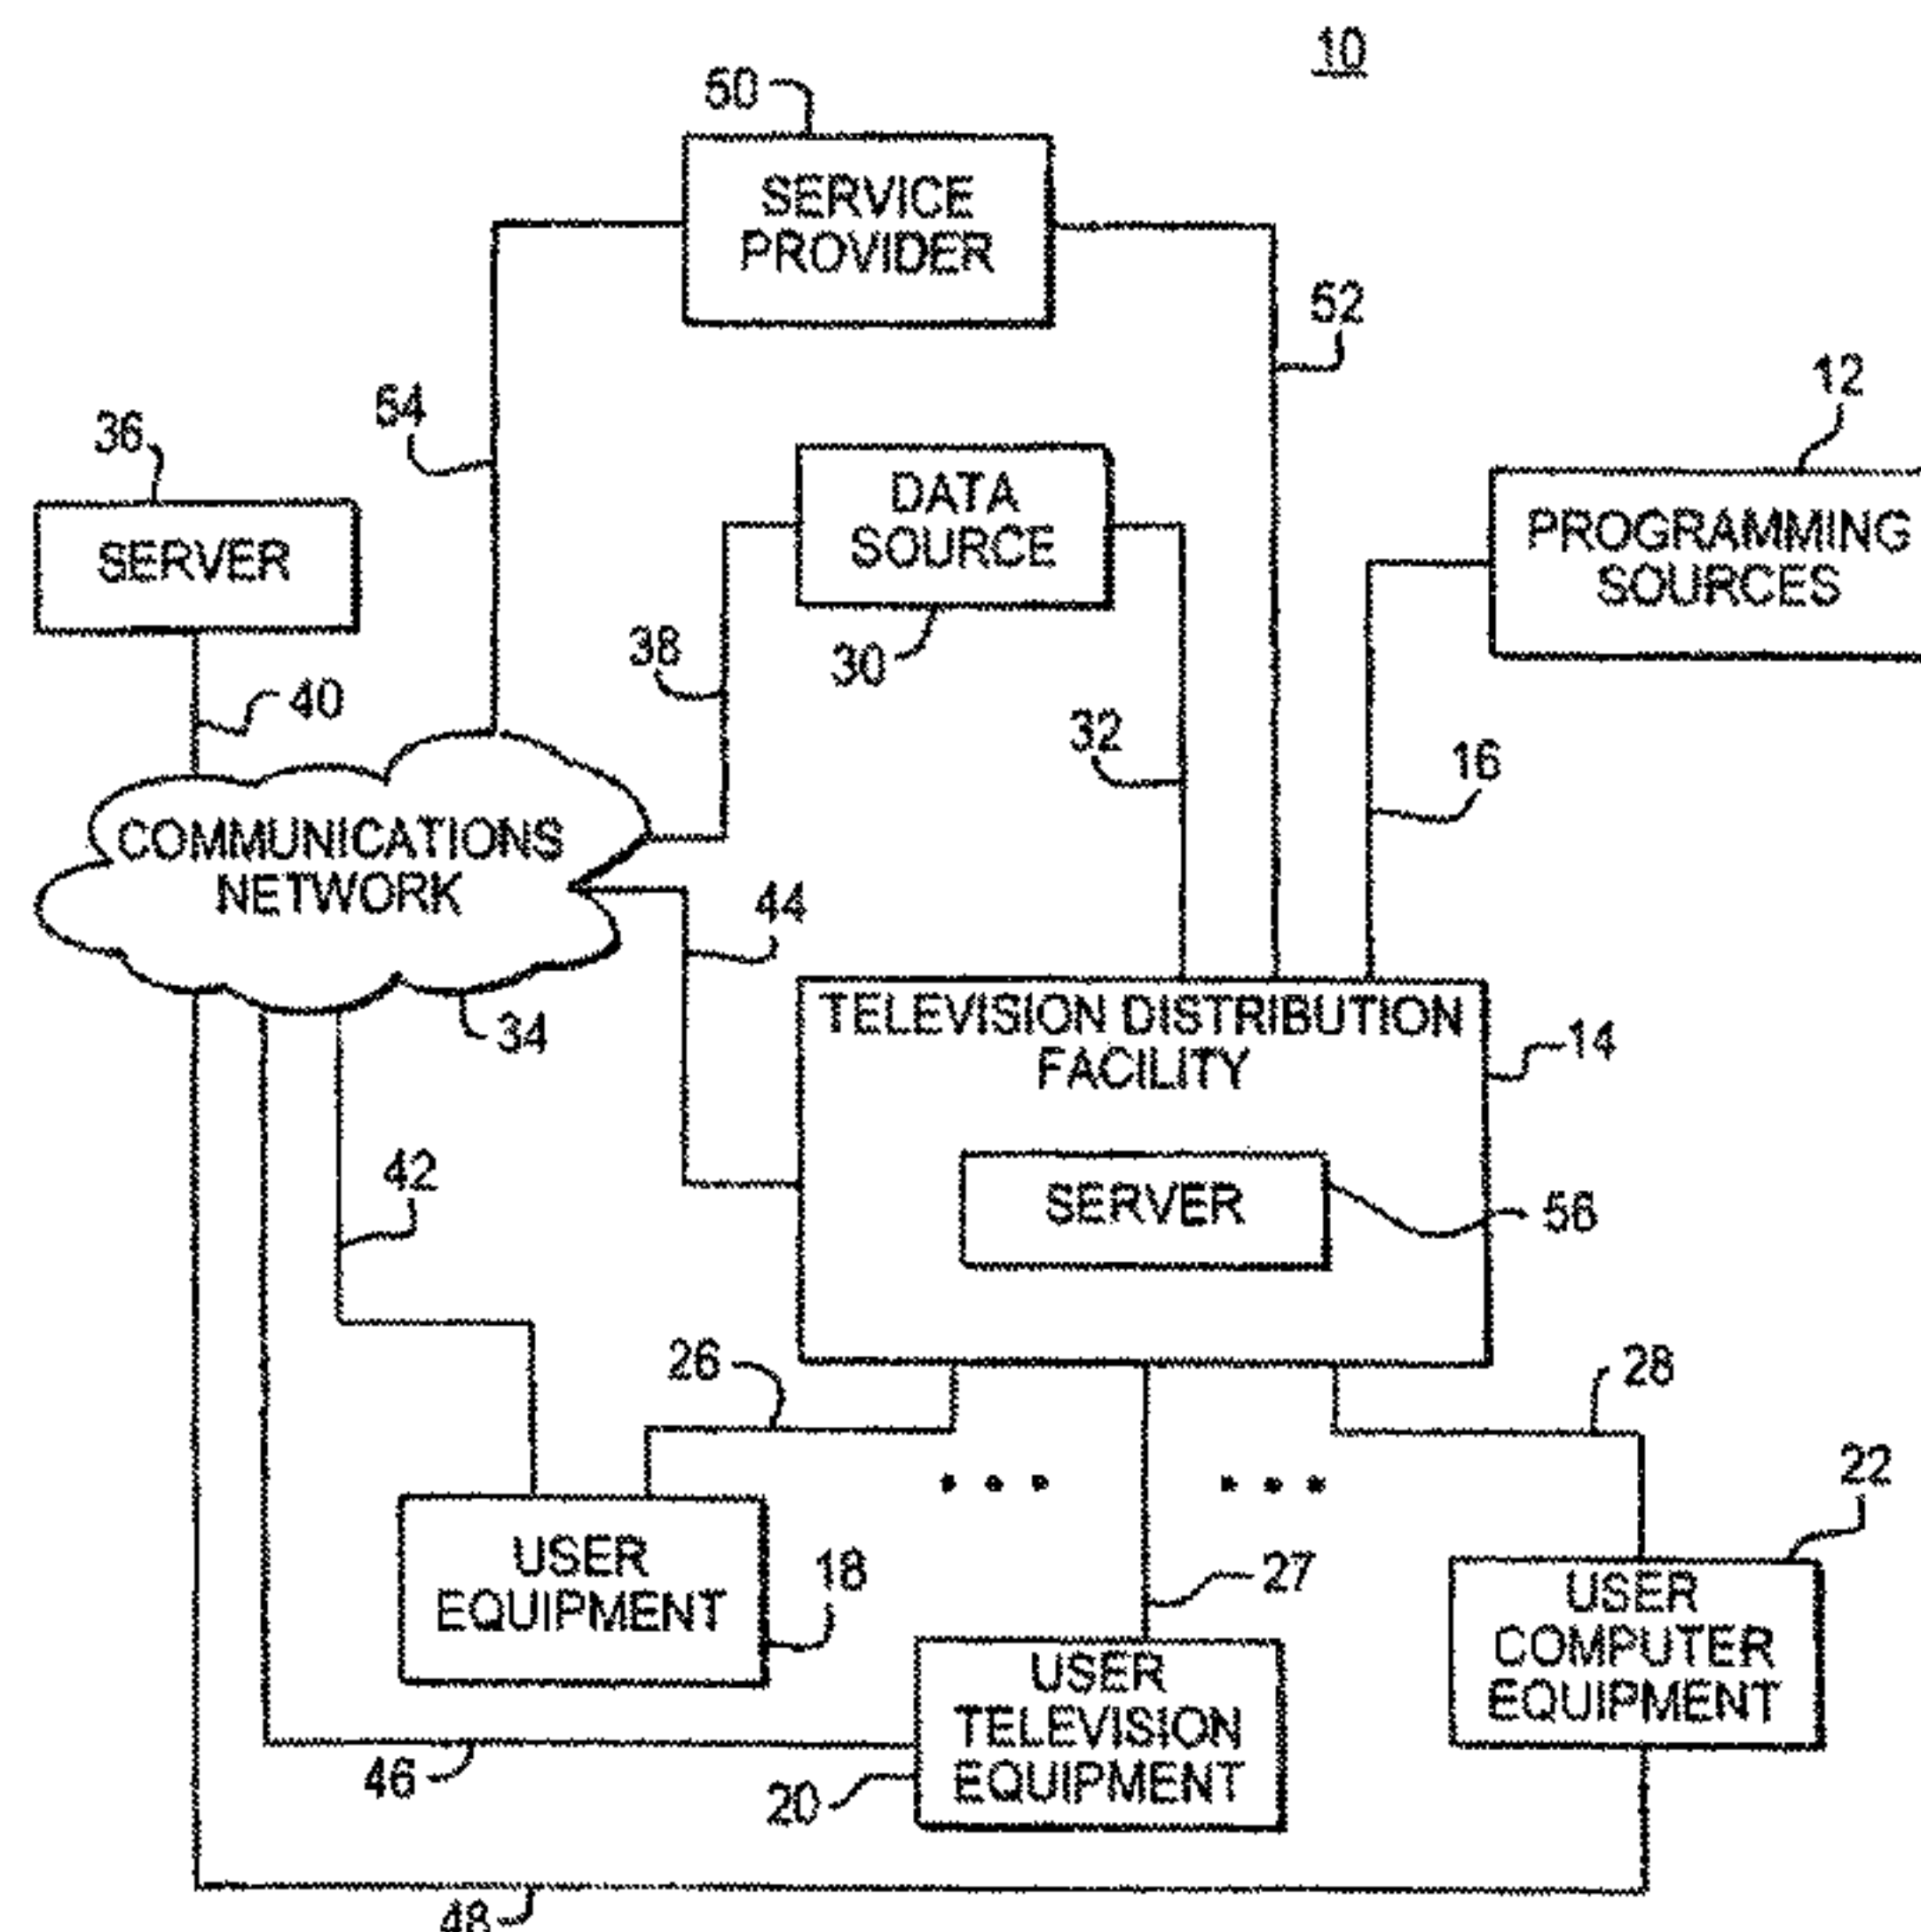 10
50
SERVICE
PROVIDER
52
12
54
36
DATA
SOURCE
PROGRAMMING
SOURCES
SERVER
38
30
40
32
16
COMMUNICATIONS
NETWORK
44
34
TELEVISION DISTRIBUTION
FACILITY
14
42
SERVER
56
26
28
22
USER
EQUIPMENT
18
27
USER
COMPUTER
EQUIPMENT
USER
TELEVISION
EQUIPMENT
46
20
48